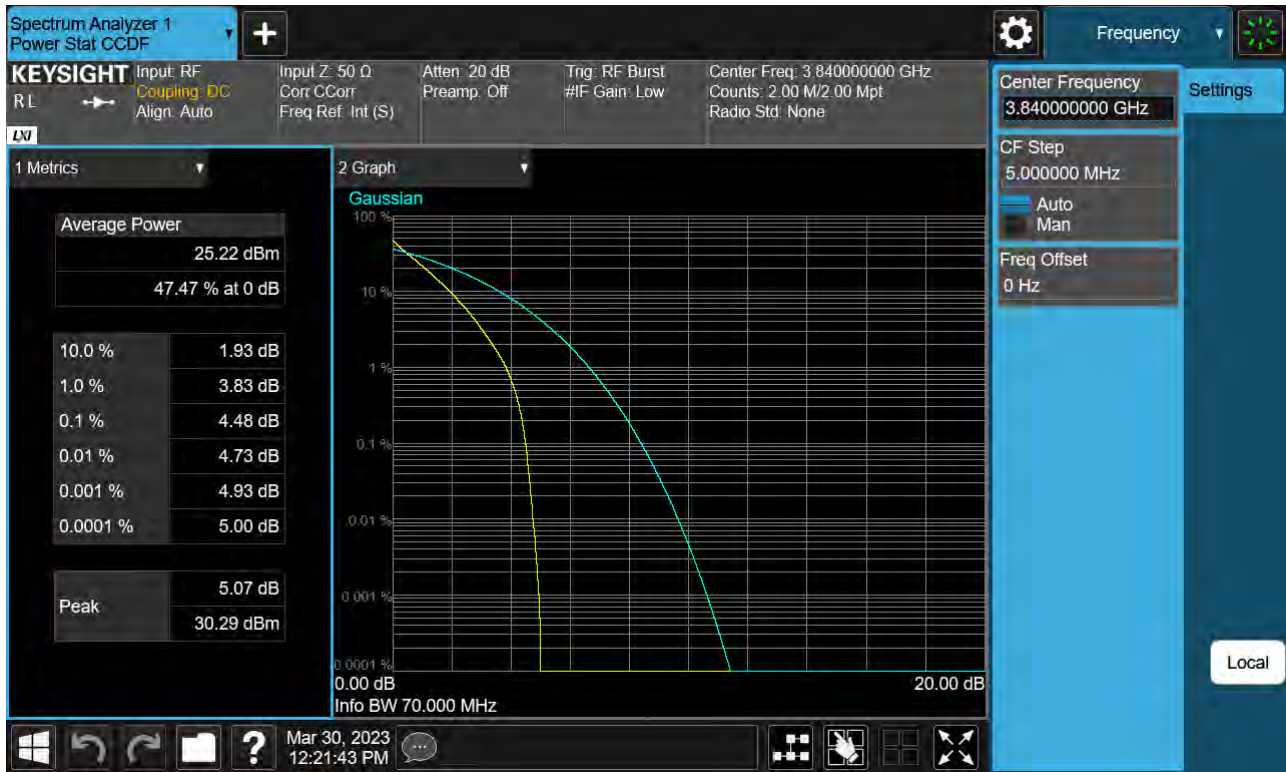 Spectrum Analyzer 1
Power Stat CCDF
+
Frequency
KEYSIGHT
RL
LXI
Input: RF
Coupling: DC
Align: Auto
Input Z: 50 Ω
Corr CCorr
Freq Ref: Int (S)
Atten: 20 dB
Preamp: Off
Trig: RF Burst
#IF Gain: Low
Center Freq: 3.840000000 GHz
Counts: 2.00 M/2.00 Mpt
Radio Std: None
Center Frequency
3.840000000 GHz
Settings
CF Step
5.000000 MHz
Auto
Man
Freq Offset
0 Hz
Local
1 Metrics
Average Power
25.22 dBm
47.47 % at 0 dB
10.0 % 1.93 dB
1.0 % 3.83 dB
0.1 % 4.48 dB
0.01 % 4.73 dB
0.001 % 4.93 dB
0.0001 % 5.00 dB
Peak
5.07 dB
30.29 dBm
2 Graph
Gaussian
100 %
10 %
1 %
0.1 %
0.01 %
0.001 %
0.0001 %
0.00 dB 20.00 dB
Info BW 70.000 MHz
?
Mar 30, 2023
12:21:43 PM